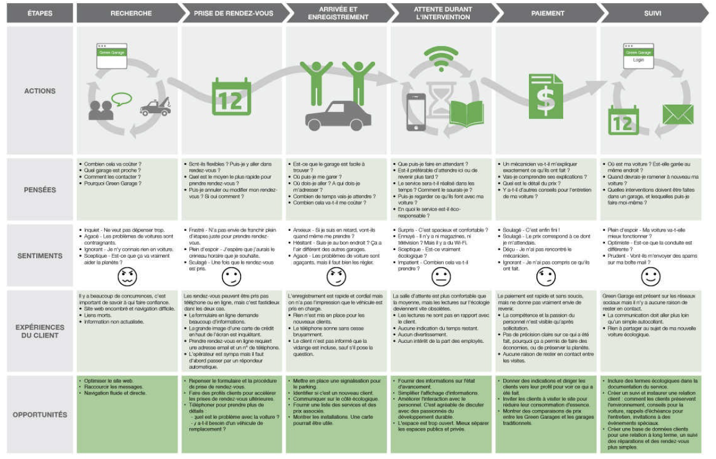 ÉTAPES
RECHERCHE
PRISE DE RENDEZ-VOUS
ARRIVÉE ET
ENREGISTREMENT
ATTENTE DURANT
L'INTERVENTION
PAIEMENT
SUIVI
ACTIONS
Green Garage
12
$
Green Garage
Login
12
PENSÉES
• Combien cela va coûter ?
• Quel garage est proche ?
• Comment les contacter ?
• Pourquoi Green Garage ?
• Sont-ils flexibles ? Puis-je y aller dans
rendez-vous ?
• Quel est le moyen le plus rapide pour
prendre rendez-vous ?
• Puis-je annuler ou modifier mon rendez-
vous ? Si oui comment ?
• Est-ce que le garage est facile à
trouver ?
• Où puis je me garer ?
• Où dois-je aller ? A qui dois je
m'adresser ?
• Combien de temps vais je attendre ?
• Combien cela va t-il me coûter ?
• Que puis-je faire en attendant ?
• Est il préférable d'attendre ici ou de
revenir plus tard ?
• Le service sera t-il réalisé dans les
temps ? Comment le saurais je ?
• Puis-je regarder ce qu'ils font avec ma
voiture ?
• En quoi le service est il éco-
responsable ?
• Un mécanicien va t-il m'expliquer
exactement ce qu'ils ont fait ?
• Vais-je comprendre ses explications ?
• Quel est le détail du prix ?
• Y a t-il d'autres conseils pour l'entretien
de ma voiture ?
• Où est ma voiture ? Est-elle garée au
même endroit ?
• Quand devrais je ramener à nouveau ma
voiture ?
• Quelles interventions doivent être faites
dans un garage, et lesquelles puis-je
faire moi-même ?
SENTIMENTS
• Inquiet - Ne veut pas dépenser trop.
• Agacé - Les problèmes de voitures sont
contraignants.
• Ignorant - Je n'y connais rien en voiture.
• Sceptique - Est-ce que ça va vraiment
aider la planète ?
• Frustré - N'a pas envie de franchir plein
d'étapes juste pour prendre rendez-
vous.
• Plein d'espoir - J'espère que j'aurais le
créneau horaire que je souhaite.
• Soulagé - Une fois que le rendez-vous
est pris.
• Anxieux - Si je suis en retard, vont-ils
quand même me prendre ?
• Hésitant - Suis-je au bon endroit ? Ça a
l'air différent des autres garages.
• Agacé - Les problèmes de voiture sont
agaçants, mais il faut bien les régler.
• Surpris - C'est spacieux et confortable ?
• Ennuyé - Il n'y a ni magazines, ni
télévision ? Mais il y a du Wi-Fi.
• Sceptique - Est-ce vraiment
écologique ?
• Impatient - Combien cela va t-il
prendre ?
• Soulagé - C'est enfin fini !
• Soulagé - Le prix correspond à ce dont
je m'attendais.
• Déçu - Je n'ai pas rencontré le
mécanicien.
• Ignorant - Je n'ai pas compris ce qu'ils
ont fait.
• Plein d'espoir - Ma voiture va-t-elle
mieux fonctionner ?
• Optimiste - Est-ce que la conduite est
différente ?
• Prudent - Vont-ils m'envoyer des spams
sur ma boîte mail ?
EXPÉRIENCES
DU CLIENT
Il y a beaucoup de concurrences, c'est
important de savoir à qui faire confiance.
• Site web encombré et navigation difficile.
• Liens morts.
• Information non actualisée.
Les rendez-vous peuvent être pris par
téléphone ou en ligne, mais c'est fastidieux
dans les deux cas.
• Le formulaire en ligne demande
beaucoup d'informations.
• La grande image d'une carte de crédit
en haut de l'écran est inquiétant.
• Prendre rendez-vous en ligne requiert
une adresse email et un n° de téléphone.
• L'opérateur est sympa mais il faut
d'abord passer par un répondeur
automatique.
L'enregistrement est rapide et cordial mais
on n'a pas l'impression que le véhicule est
pris en charge.
• Rien n'est mis en place pour les
nouveaux clients.
• Le téléphone sonne sans cesse
bruyamment.
• Le client n'est pas informé que la
vidange est incluse, sauf s'il pose la
question.
La salle d'attente est plus confortable que
la moyenne, mais les lectures sur l'écologie
deviennent vite obsolètes.
• Les lectures ne sont pas en rapport avec
le client.
• Aucune indication du temps restant.
• Aucun divertissement.
• Aucun intérêt de la part des employés.
Le paiement est rapide et sans soucis,
mais ne donne pas vraiment envie de
revenir.
• La compétence et la passion du
personnel n'est visible qu'après
sollicitation.
• Pas de précision claire sur ce qui a été
fait, pourquoi ça a permis de faire des
économies, ou de préserver la planète.
• Aucune raison de rester en contact entre
les visites.
Green Garage est présent sur les réseaux
sociaux mais il n'y a aucune raison de
rester en contact.
• La communication doit aller plus loin
qu'un simple autocollant.
• Rien à partager au sujet de ma nouvelle
voiture écologique.
OPPORTUNITÉS
• Optimiser le site web.
• Raccourcir les messages.
• Navigation fluide et directe.
• Repenser le formulaire et la procédure
de prise de rendez-vous.
• Faire des profils clients pour accélérer
les prises de rendez-vous ultérieures.
• Téléphoner pour prendre plus de
détails :
- quel est le problème avec la voiture ?
- y a t-il besoin d'un véhicule de
remplacement ?
• Mettre en place une signalisation pour
le parking.
• Identifier si c'est un nouveau client.
• Communiquer sur le côté écologique.
• Fournir une liste des services et des
prix associés.
• Montrer les installations. Une carte
pourrait être utile.
• Fournir des informations sur l'état
d'avancement.
• Simplifier l'affichage d'informations.
• Améliorer l'interaction avec le
personnel. C'est agréable de discuter
avec des passionnés du
développement durable.
• L'espace est trop ouvert. Mieux séparer
les espaces publics et privés.
• Donner des indications et diriger les
clients vers leur profil pour voir ce qui a
été fait.
• Inviter les clients à visiter le site pour
réduire leur consommation d'essence.
• Montrer des comparaisons de prix
entre les Green Garages et les garages
traditionnels.
• Inclure des termes écologiques dans la
documentation du service.
• Créer un suivi et instaurer une relation
client : comment les clients préservent
l'environnement, conseils pour la
voiture, rappels d'échéance pour
l'entretien, invitations à des
évènements spéciaux.
• Créer une base de données clients
pour une relation à long terme, un suivi
des réparations et des rendez-vous
plus simples.